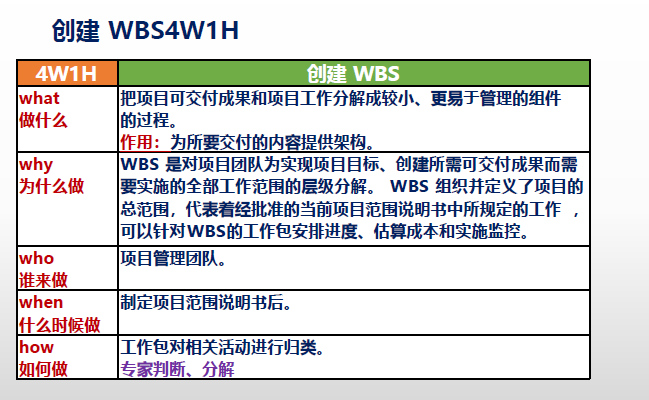 创建 WBS4W1H
4W1H
创建 WBS
what
做什么
把项目可交付成果和项目工作分解成较小、更易于管理的组件
的过程。
作用：为所要交付的内容提供架构。
why
为什么做
WBS 是对项目团队为实现项目目标、创建所需可交付成果而需
要实施的全部工作范围的层级分解。 WBS 组织并定义了项目的
总范围，代表着经批准的当前项目范围说明书中所规定的工作 ，
可以针对WBS的工作包安排进度、估算成本和实施监控。
who
谁来做
项目管理团队。
when
什么时候做
制定项目范围说明书后。
how
如何做
工作包对相关活动进行归类。
专家判断、分解